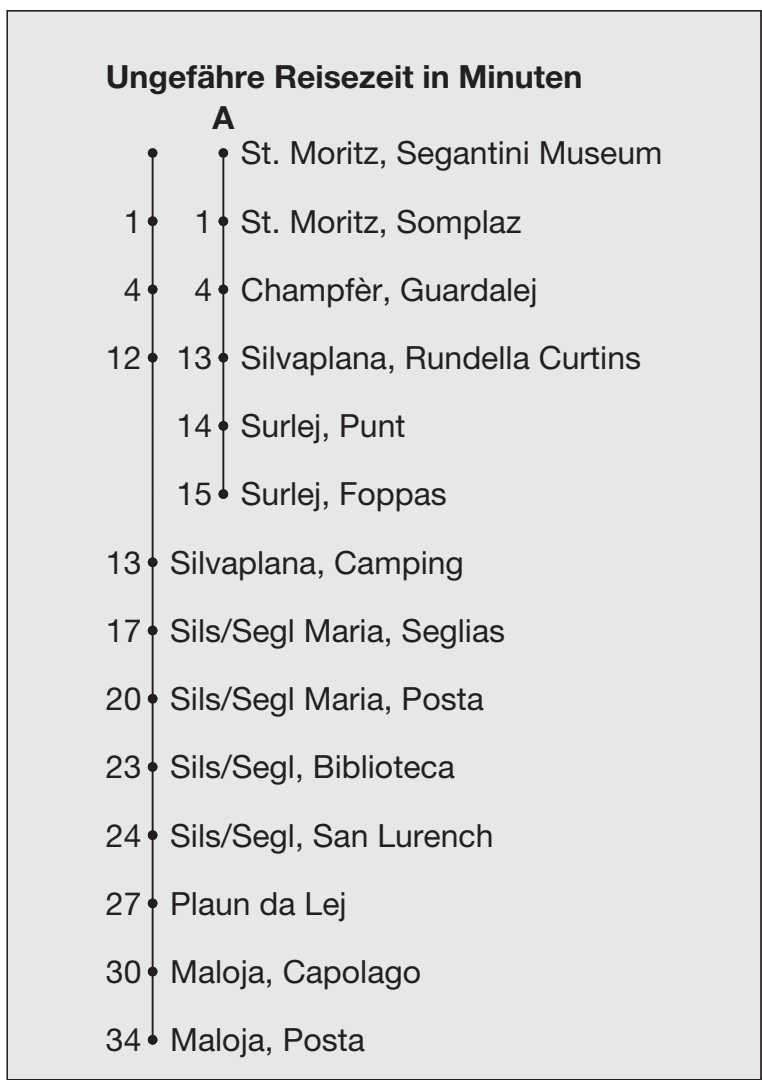 Ungefähre Reisezeit in Minuten
A
St. Moritz, Segantini Museum
1 1 St. Moritz, Somplaz
4 4 Champfèr, Guardalej
12 13 Silvaplana, Rundella Curtins
14 Surlej, Punt
15 Surlej, Foppas
13 Silvaplana, Camping
17 Sils/Segl Maria, Seglias
20 Sils/Segl Maria, Posta
23 Sils/Segl, Biblioteca
24 Sils/Segl, San Lurench
27 Plaun da Lej
30 Maloja, Capolago
34 Maloja, Posta